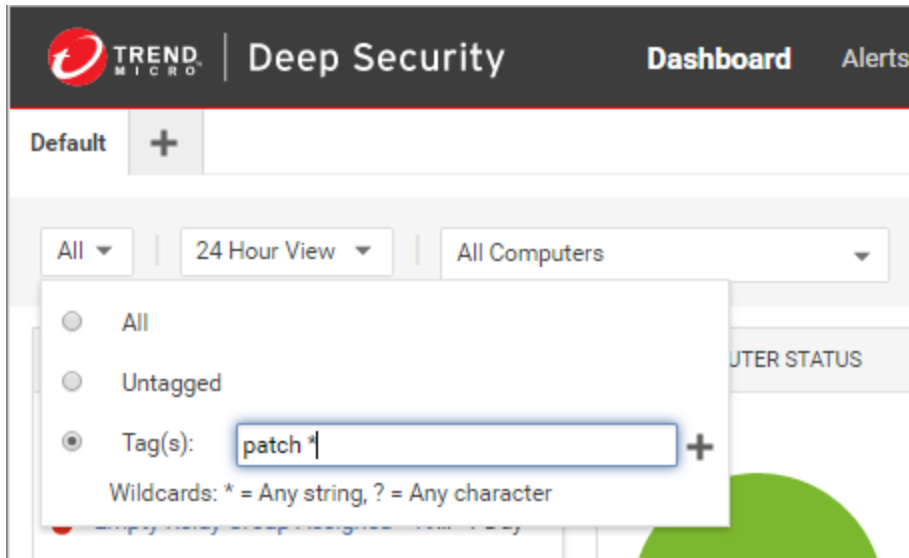 TREND MICRO | Deep Security Dashboard Alerts
Default +
All 24 Hour View All Computers
All
Untagged
Tag(s): patch * +
Wildcards: * = Any string, ? = Any character
UTER STATUS